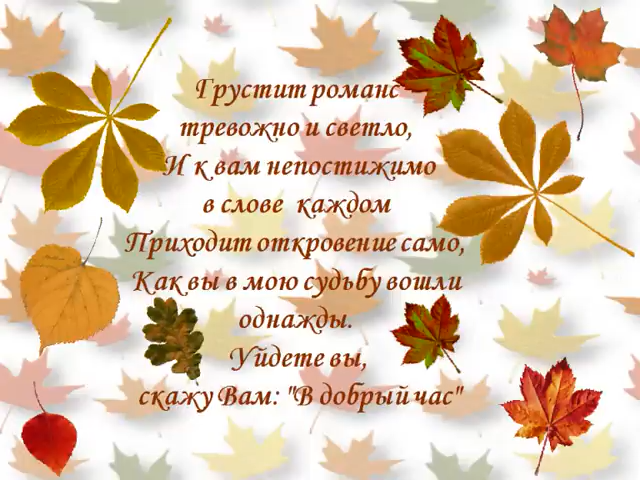 Грустит романс
тревожно и светло,
И к вам непостижимо
в слове каждом
Приходит откровение само,
Как вы в мою судьбу вошли
однажды.
Уйдете вы,
скажу Вам: "В добрый час"